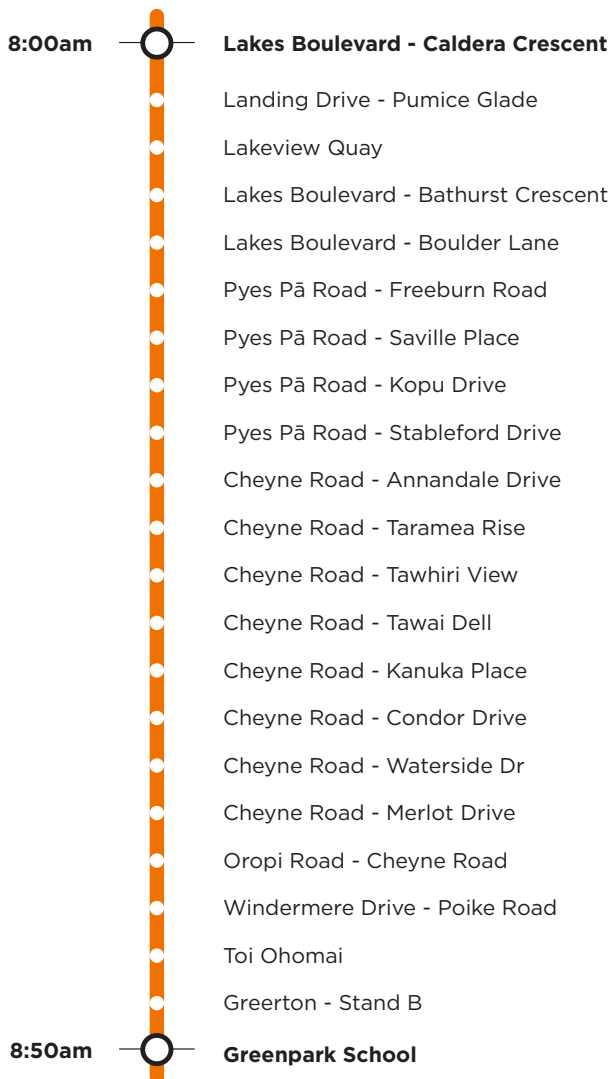 8:00am Lakes Boulevard - Caldera Crescent
Landing Drive - Pumice Glade
Lakeview Quay
Lakes Boulevard - Bathurst Crescent
Lakes Boulevard - Boulder Lane
Pyes Pā Road - Freeburn Road
Pyes Pā Road - Saville Place
Pyes Pā Road - Kopu Drive
Pyes Pā Road - Stableford Drive
Cheyne Road - Annandale Drive
Cheyne Road - Taramea Rise
Cheyne Road - Tawhiri View
Cheyne Road - Tawai Dell
Cheyne Road - Kanuka Place
Cheyne Road - Condor Drive
Cheyne Road - Waterside Dr
Cheyne Road - Merlot Drive
Oropi Road - Cheyne Road
Windermere Drive - Poike Road
Toi Ohomai
Greerton - Stand B
8:50am Greenpark School